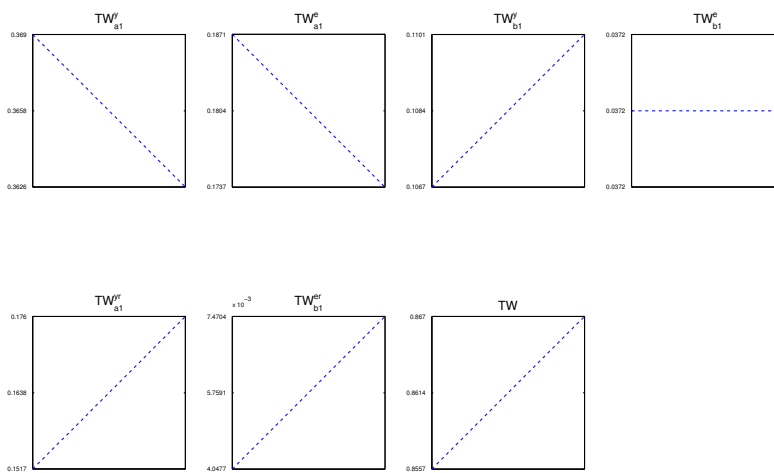 TW^y_a1
0.369
0.3658
0.3626
TW^e_a1
0.1871
0.1804
0.1737
TW^y_b1
0.1101
0.1084
0.1067
TW^e_b1
0.0372
0.0372
0.0372
TW^yr_a1
0.176
0.1638
0.1517
TW^er_b1
x 10^-3
7.4704
5.7591
4.0477
TW
0.867
0.8614
0.8557